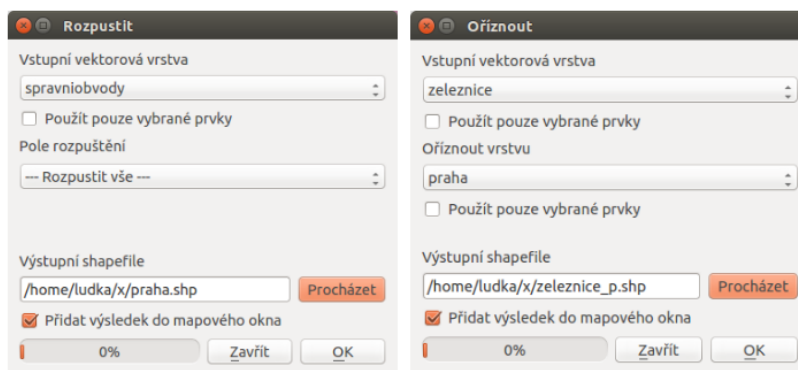 Rozpustit
Vstupní vektorová vrstva
spravniobvody
Použít pouze vybrané prvky
Pole rozpuštění
--- Rozpustit vše ---
Výstupní shapefile
/home/ludka/x/praha.shp
Procházet
Přidat výsledek do mapového okna
0%
Zavřít
OK
Oříznout
Vstupní vektorová vrstva
zeleznice
Použít pouze vybrané prvky
Oříznout vrstvu
praha
Použít pouze vybrané prvky
Výstupní shapefile
/home/ludka/x/zeleznice_p.shp
Procházet
Přidat výsledek do mapového okna
0%
Zavřít
OK